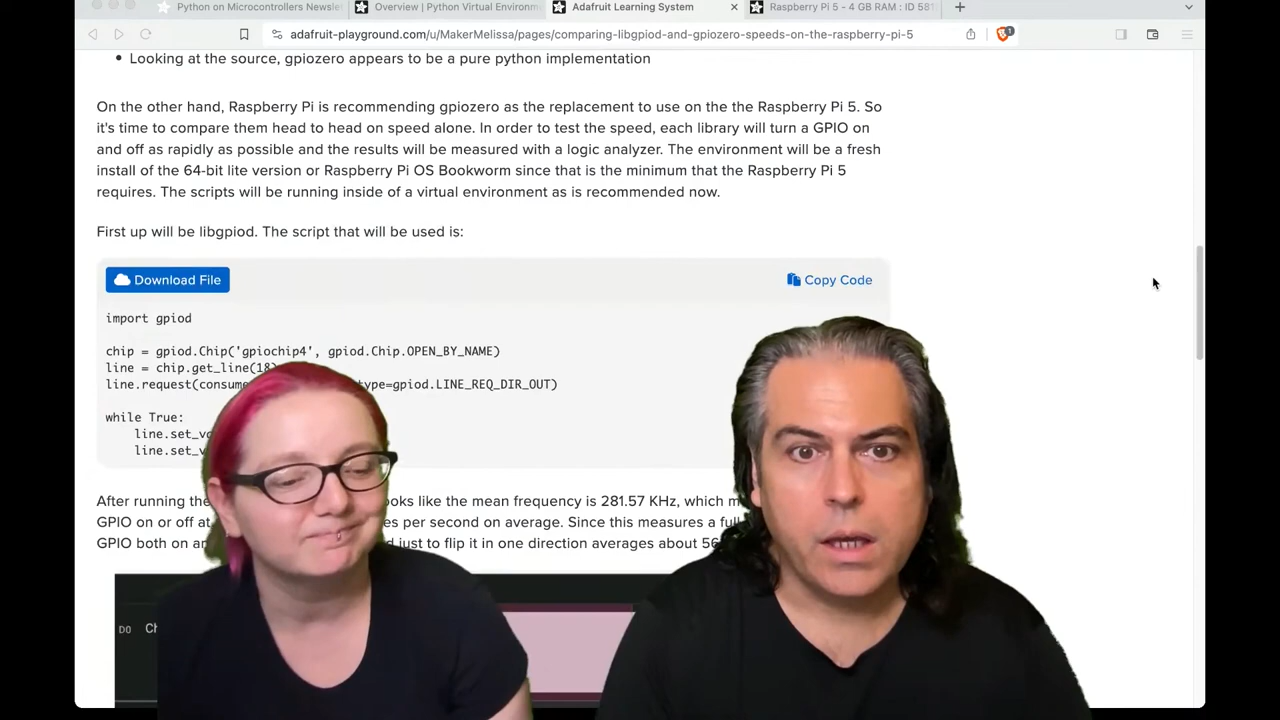 Python on Microcontrollers Newsle
Overview | Python Virtual Environm
Adafruit Learning System
Raspberry Pi 5 - 4 GB RAM : ID 581
adafruit-playground.com/u/MakerMelissa/pages/comparing-libgpiod-and-gpiozero-speeds-on-the-raspberry-pi-5
1
• Looking at the source, gpiozero appears to be a pure python implementation
On the other hand, Raspberry Pi is recommending gpiozero as the replacement to use on the the Raspberry Pi 5. So
it's time to compare them head to head on speed alone. In order to test the speed, each library will turn a GPIO on
and off as rapidly as possible and the results will be measured with a logic analyzer. The environment will be a fresh
install of the 64-bit lite version or Raspberry Pi OS Bookworm since that is the minimum that the Raspberry Pi 5
requires. The scripts will be running inside of a virtual environment as is recommended now.
First up will be libgpiod. The script that will be used is:
Download File
Copy Code
import gpiod
chip = gpiod.Chip('gpiochip4', gpiod.Chip.OPEN_BY_NAME)
line = chip.get_line(18)
line.request(consume type=gpiod.LINE_REQ_DIR_OUT)
while True:
line.set_v
line.set_v
After running the ooks like the mean frequency is 281.57 KHz, which m
GPIO on or off at es per second on average. Since this measures a full
GPIO both on an just to flip it in one direction averages about 56
D0 Ch